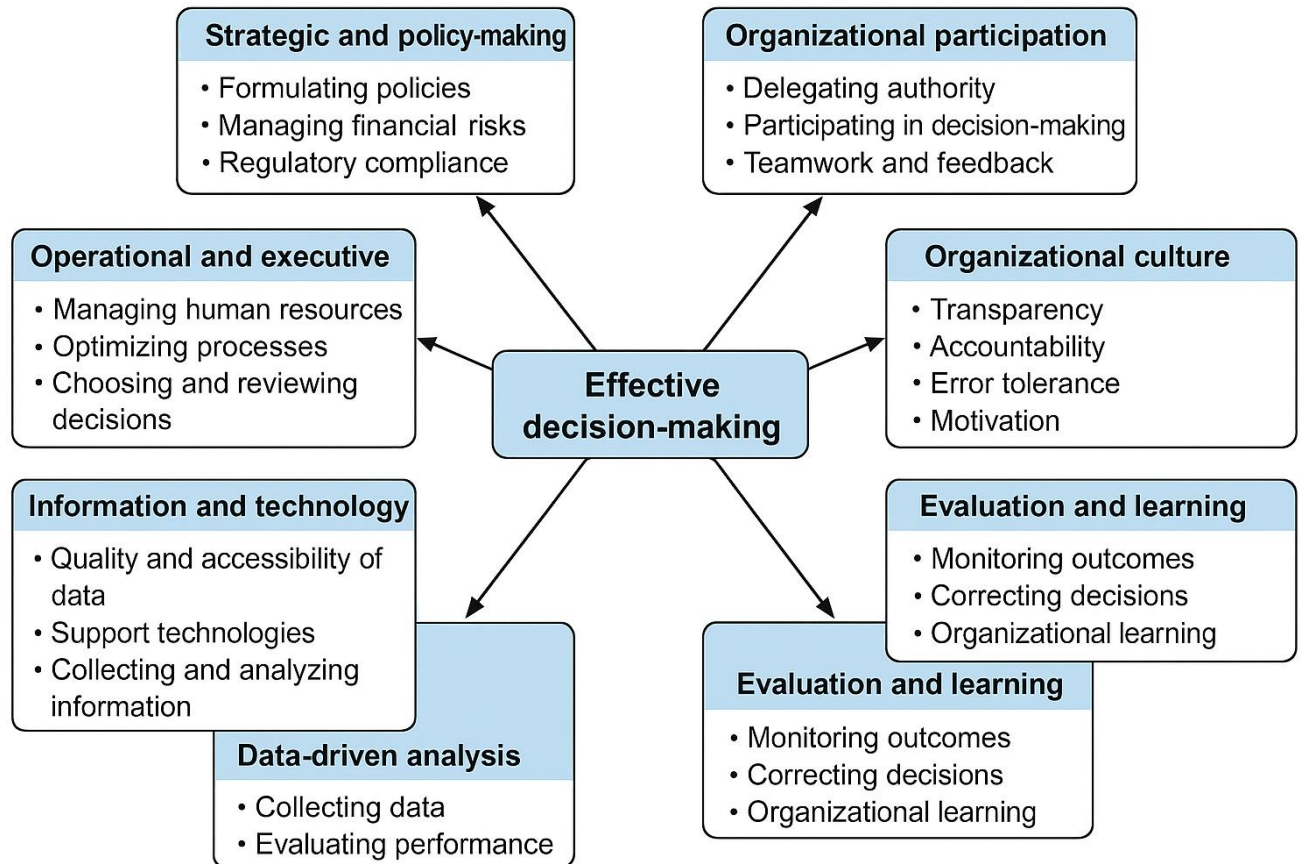 Strategic and policy-making
• Formulating policies
• Managing financial risks
• Regulatory compliance
Organizational participation
• Delegating authority
• Participating in decision-making
• Teamwork and feedback
Operational and executive
• Managing human resources
• Optimizing processes
• Choosing and reviewing
decisions
Organizational culture
• Transparency
• Accountability
• Error tolerance
• Motivation
Effective
decision-making
Information and technology
• Quality and accessibility of
data
• Support technologies
• Collecting and analyzing
information
Evaluation and learning
• Monitoring outcomes
• Correcting decisions
• Organizational learning
Data-driven analysis
• Collecting data
• Evaluating performance
Evaluation and learning
• Monitoring outcomes
• Correcting decisions
• Organizational learning